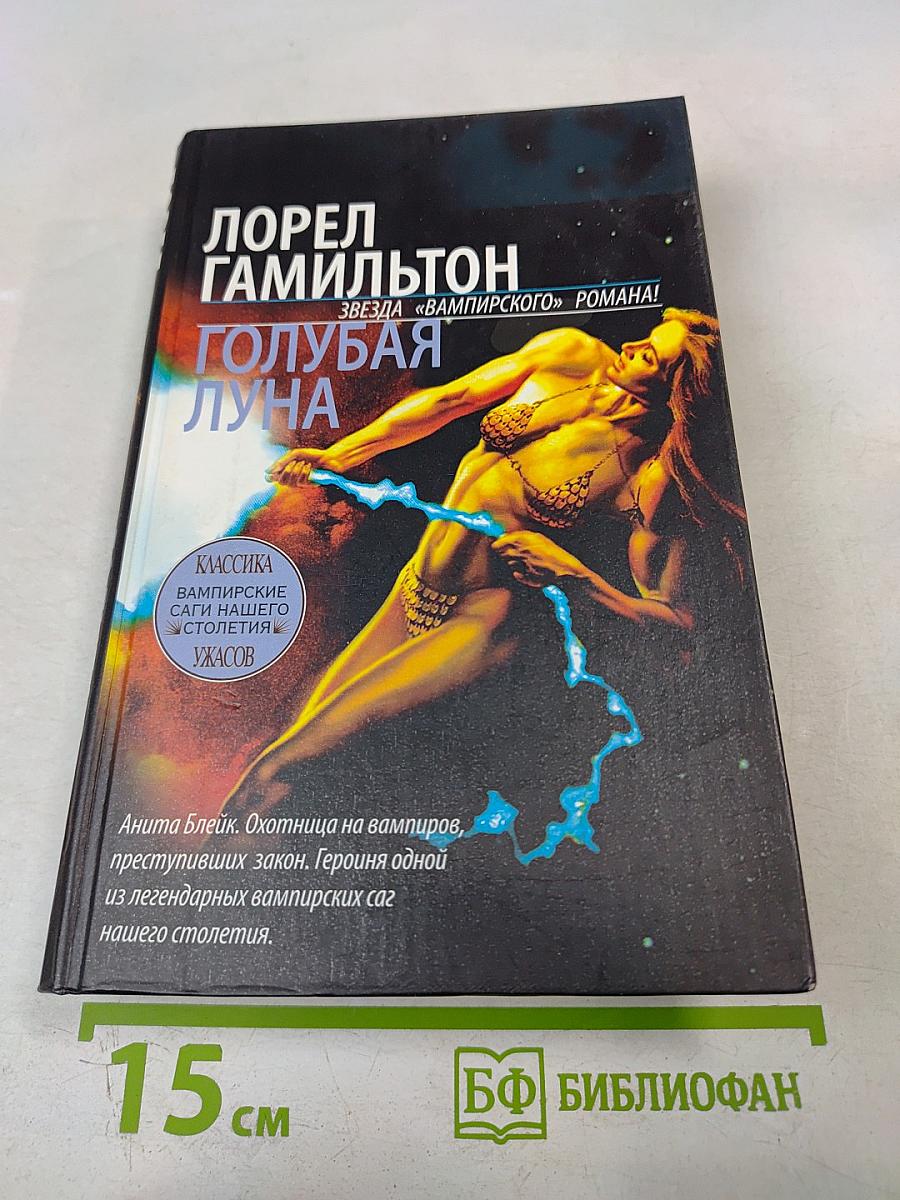 ЛОРЕЛ
ГАМИЛЬТОН
ЗВЕЗДА «ВАМПИРСКОГО» РОМАНА!
ГОЛУБАЯ
ЛУНА
КЛАССИКА
ВАМПИРСКИЕ
САГИ НАШЕГО
СТОЛЕТИЯ
УЖАСОВ
Анита Блейк. Охотница на вампиров,
преступивших закон. Героиня одной
из легендарных вампирских саг
нашего столетия.
15 см
БФ БИБЛИОФАН